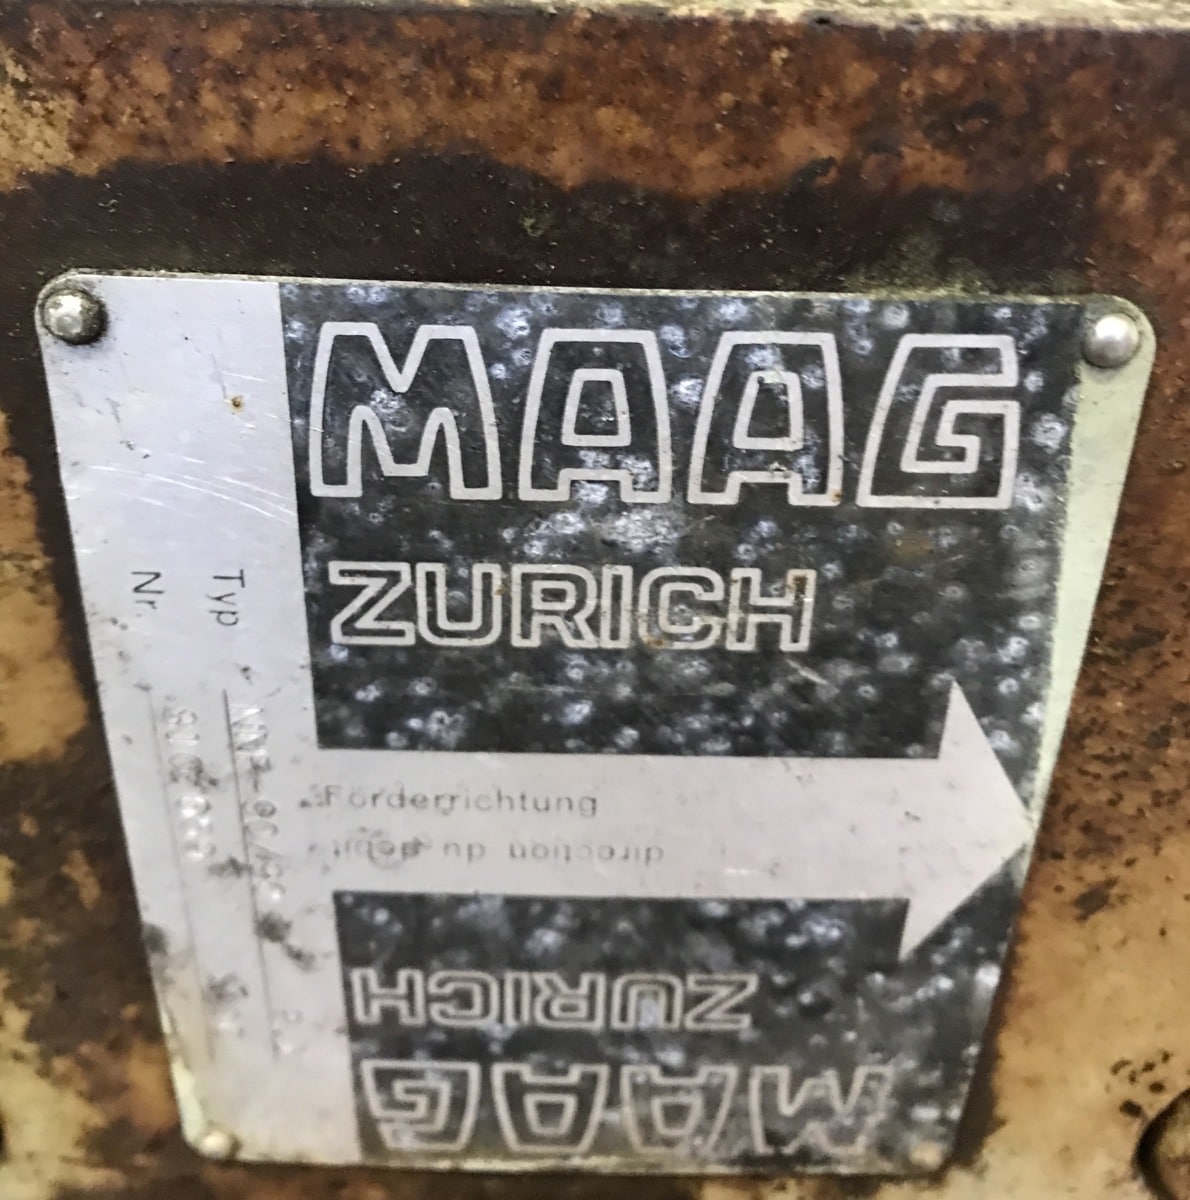 MAAG
ZURICH
Förderrichtung
direction du débit
ZURICH
MAAG
Typ
Nr.